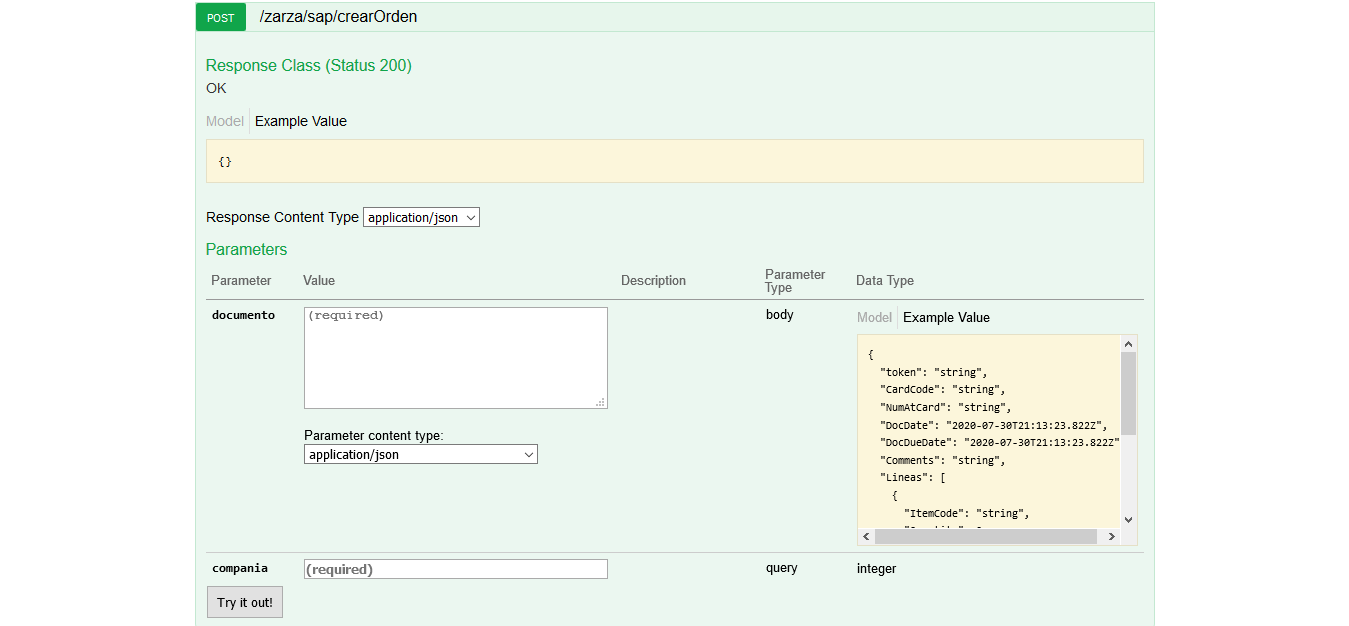 POST /zarza/sap/crearOrden
Response Class (Status 200)
OK
Model Example Value
{}
Response Content Type application/json
Parameters
Parameter Value Description Parameter Type Data Type
documento (required) body Model Example Value
{
"token": "string",
"CardCode": "string",
"NumAtCard": "string",
"DocDate": "2020-07-30T21:13:23.822Z",
"DocDueDate": "2020-07-30T21:13:23.822Z"
"Comments": "string",
"Lineas": [
{
"ItemCode": "string",
Parameter content type:
application/json
compania (required) query integer
Try it out!